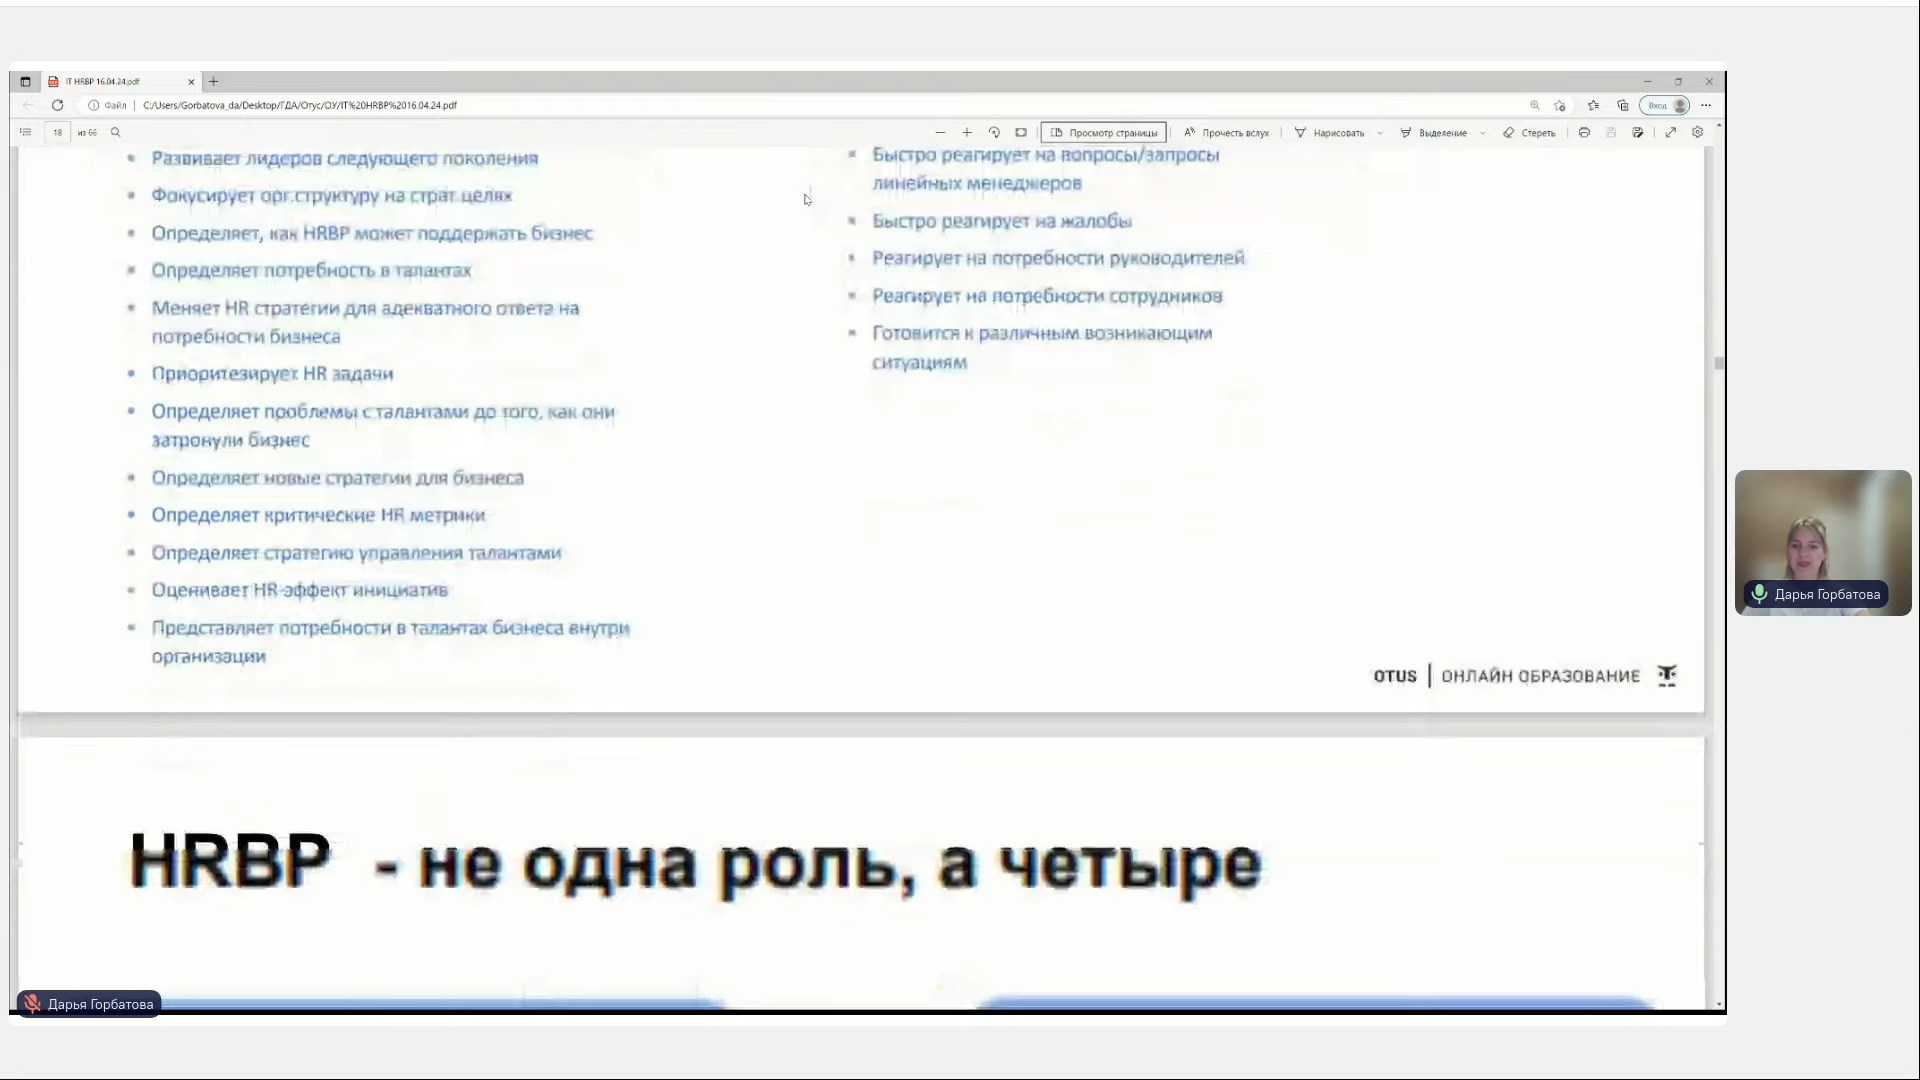 IT HRBP 16.04.24.pdf
Файл
C:/Users/Gorbatova_da/Desktop/ГДА/Отус/ОУ/IT%20HRBP%2016.04.24.pdf
Вход
18 из 66
Просмотр страницы
Прочесть вслух
Нарисовать
Выделение
Стереть
Развивает лидеров следующего поколения
Фокусирует орг.структуру на страт.целях
Определяет, как HRBP может поддержать бизнес
Определяет потребность в талантах
Меняет HR стратегии для адекватного ответа на
потребности бизнеса
Приоритезирует HR задачи
Определяет проблемы с талантами до того, как они
затронули бизнес
Определяет новые стратегии для бизнеса
Определяет критические HR метрики
Определяет стратегию управления талантами
Оценивает HR-эффект инициатив
Представляет потребности в талантах бизнеса внутри
организации
Быстро реагирует на вопросы/запросы
линейных менеджеров
Быстро реагирует на жалобы
Реагирует на потребности руководителей
Реагирует на потребности сотрудников
Готовится к различным возникающим
ситуациям
OTUS | ОНЛАЙН ОБРАЗОВАНИЕ
HRBP - не одна роль, а четыре
Дарья Горбатова
Дарья Горбатова